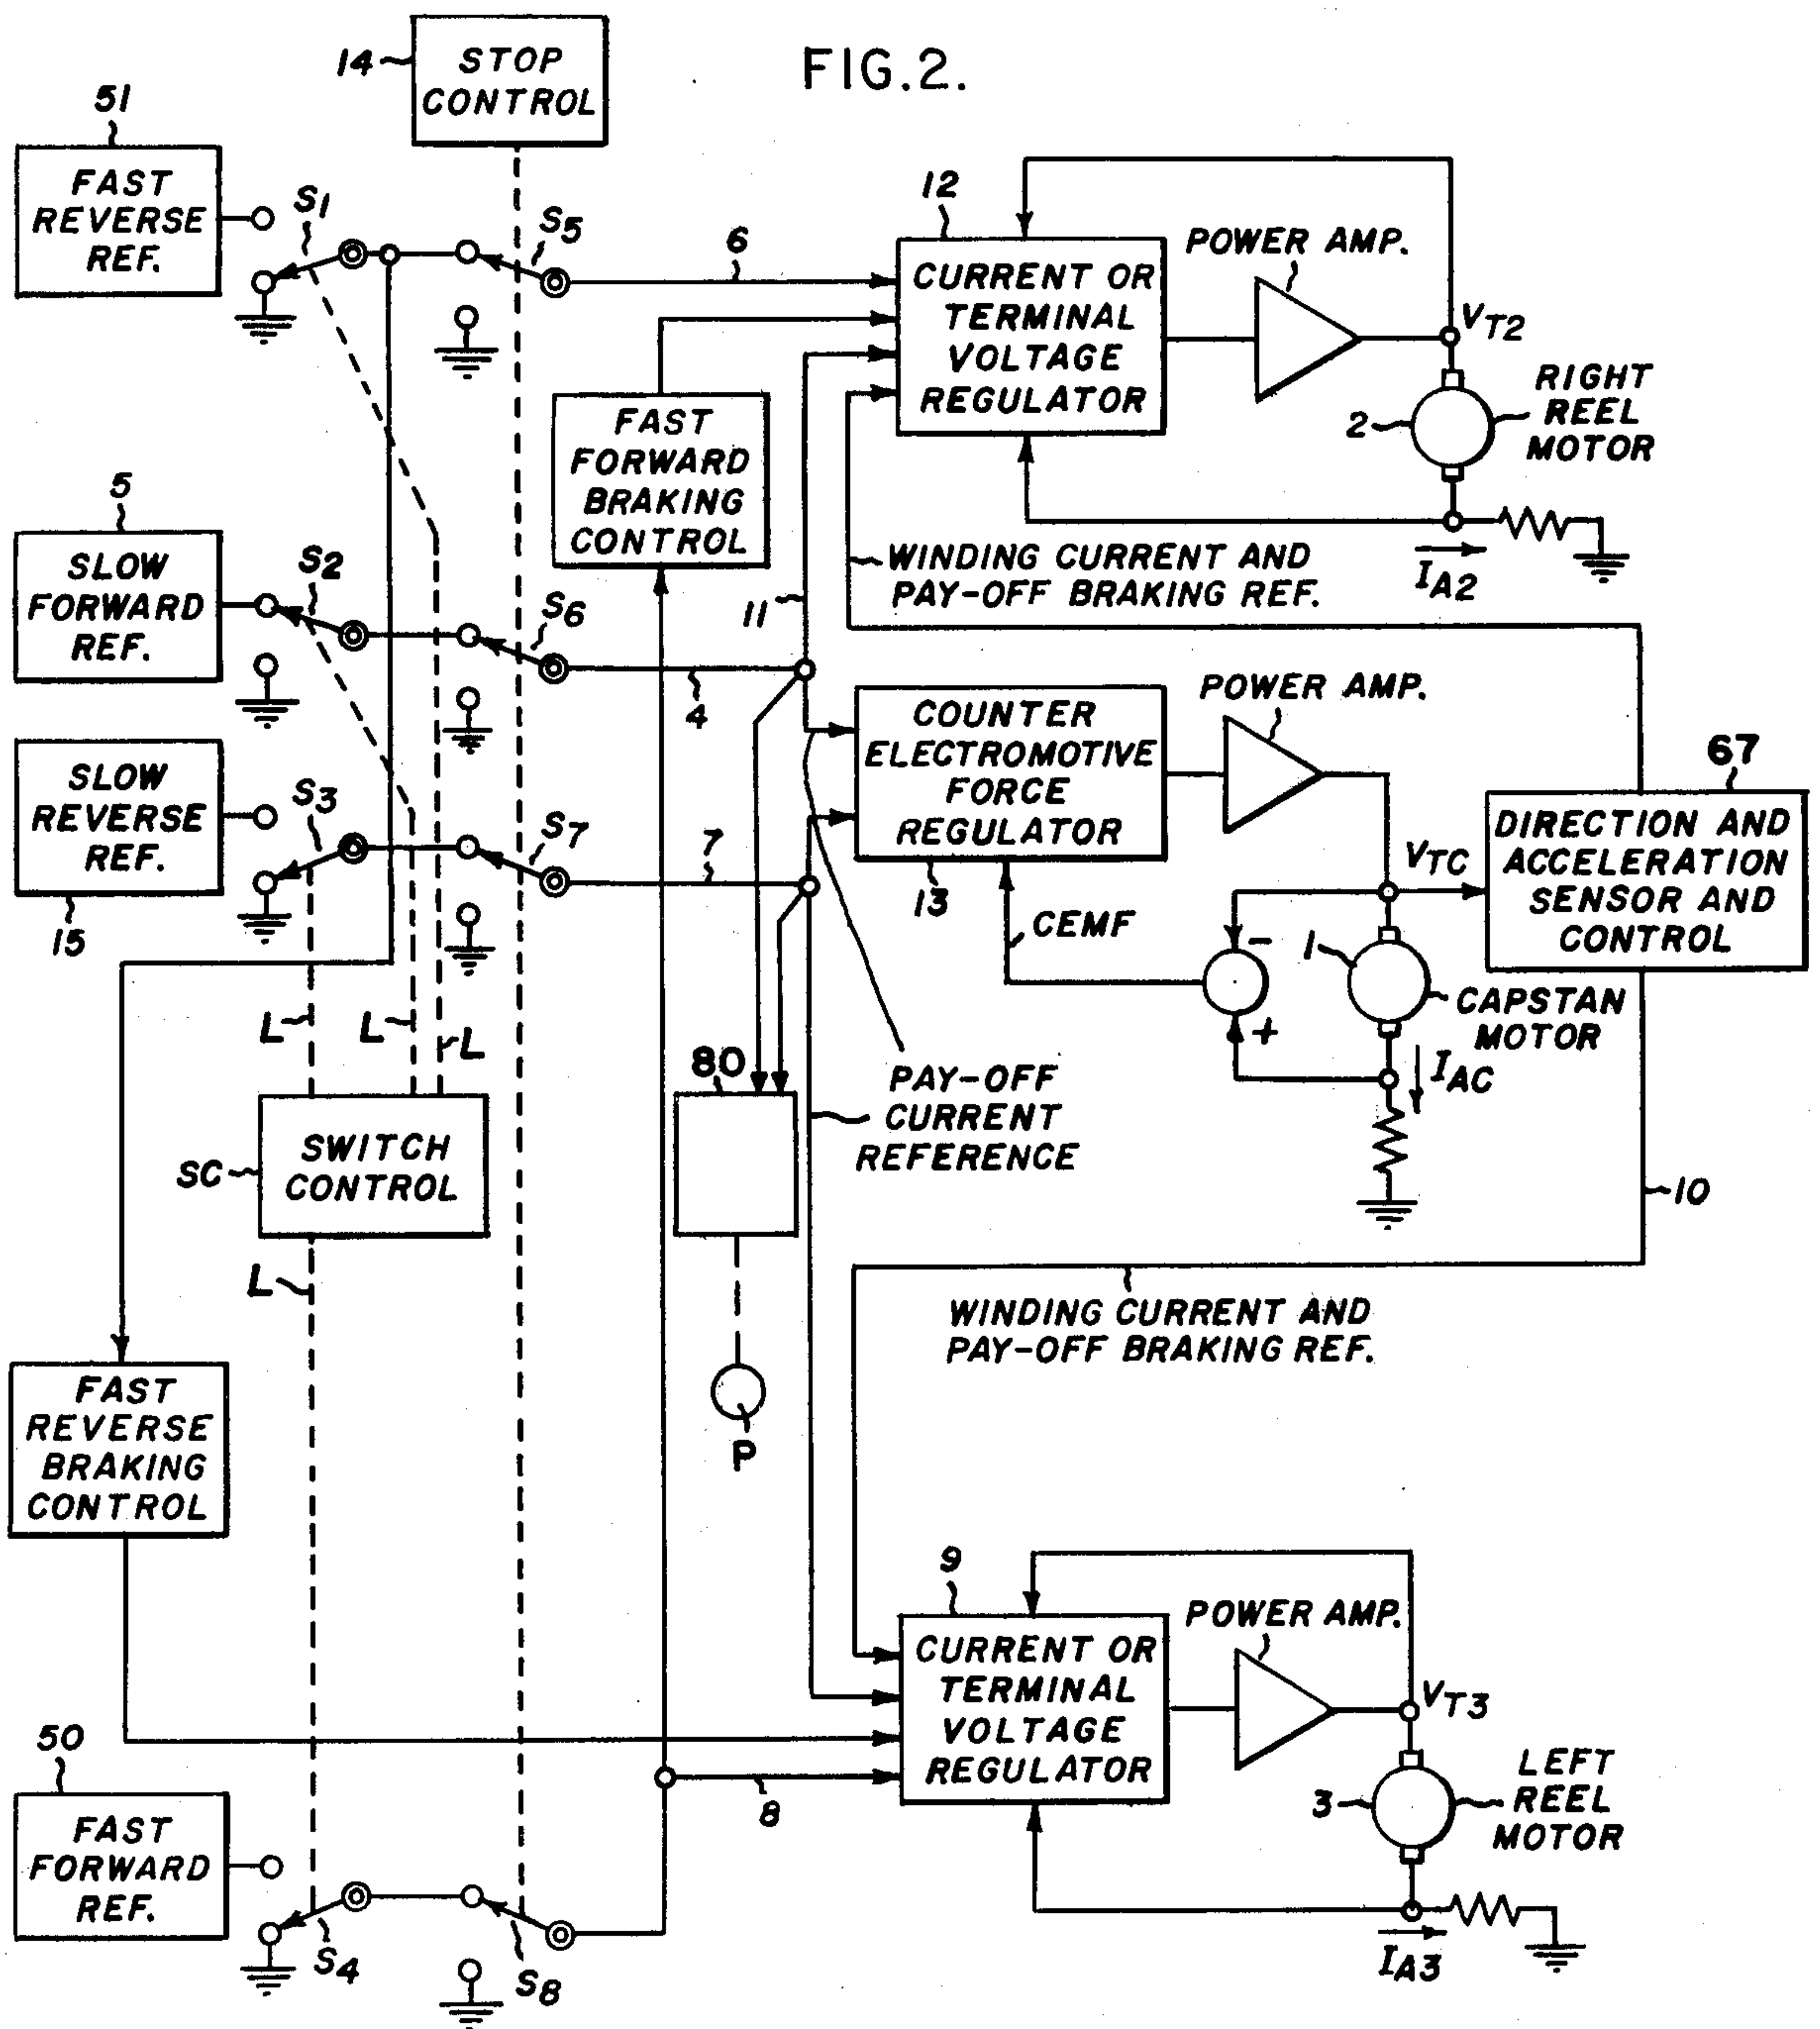 FIG.2.
14
STOP
CONTROL
51
FAST
REVERSE
REF.
S1
S5
6
12
CURRENT OR
TERMINAL
VOLTAGE
REGULATOR
POWER AMP.
VT2
RIGHT
REEL
MOTOR
2
IA2
FAST
FORWARD
BRAKING
CONTROL
WINDING CURRENT AND
PAY-OFF BRAKING REF.
11
5
SLOW
FORWARD
REF.
S2
S6
4
SLOW
REVERSE
REF.
15
S3
S7
7
COUNTER
ELECTROMOTIVE
FORCE
REGULATOR
13
POWER AMP.
CEMF
-
+
VTC
67
DIRECTION AND
ACCELERATION
SENSOR AND
CONTROL
1
CAPSTAN
MOTOR
IAC
L
L
L
80
PAY-OFF
CURRENT
REFERENCE
SC
SWITCH
CONTROL
10
L
WINDING CURRENT AND
PAY-OFF BRAKING REF.
P
FAST
REVERSE
BRAKING
CONTROL
9
CURRENT OR
TERMINAL
VOLTAGE
REGULATOR
POWER AMP.
VT3
LEFT
REEL
MOTOR
3
IA3
8
50
FAST
FORWARD
REF.
S4
S8